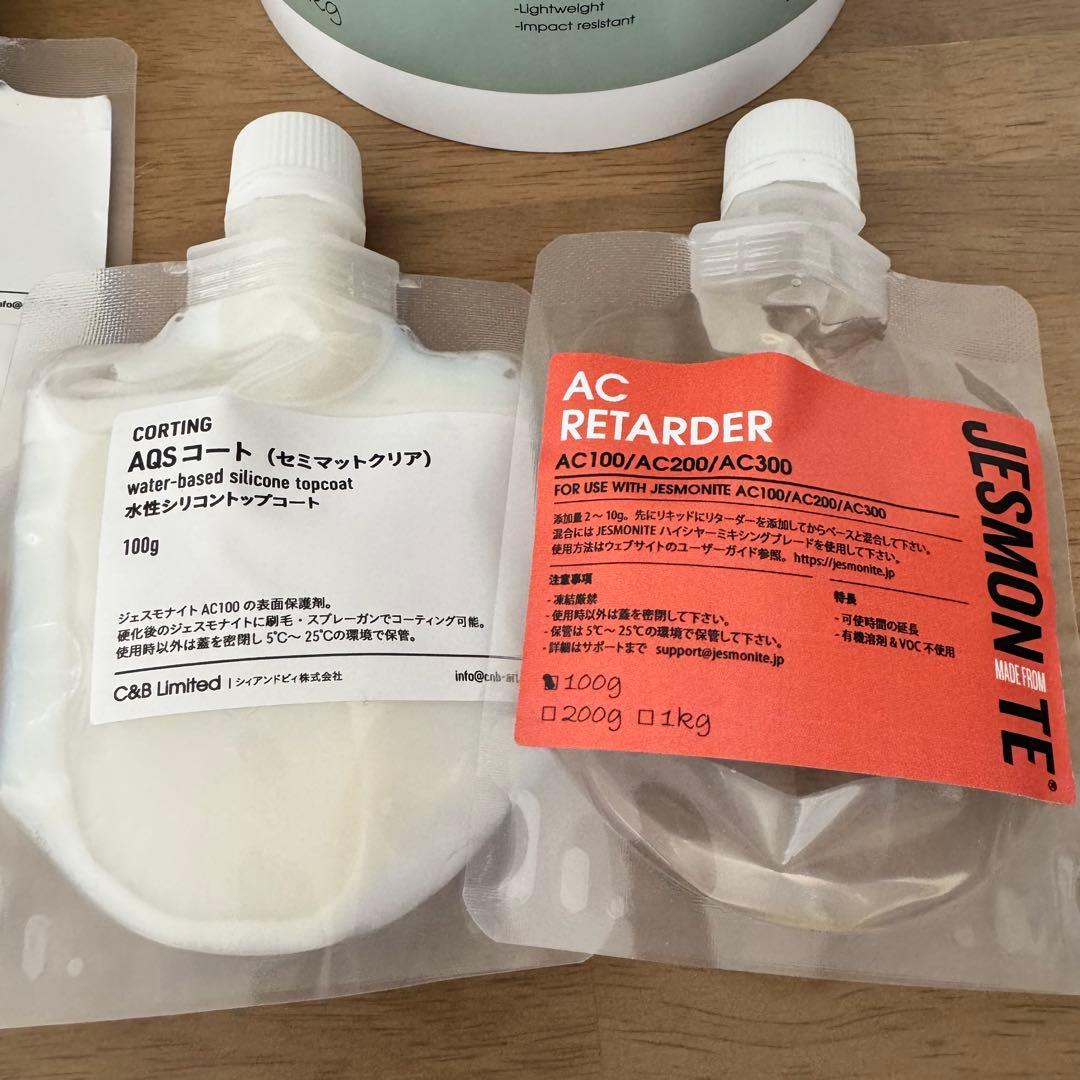 -Lightweight
-Impact resistant
CORTING
AQSコート（セミマットクリア）
water-based silicone topcoat
水性シリコントップコート
100g
ジェスモナイト AC100 の表面保護剤。
硬化後のジェスモナイトに刷毛・スプレーガンでコーティング可能。
使用時以外は蓋を密閉し 5℃〜 25℃の環境で保管。
C&B Limited | シィアンドビィ株式会社
AC
RETARDER
AC100/AC200/AC300
FOR USE WITH JESMONITE AC100/AC200/AC300
添加量 2 〜 10g。先にリキッドにリターダーを添加してからベースと混合して下さい。
混合には JESMONITE ハイシヤーミキシングブレードを使用して下さい。
使用方法はウェブサイトのユーザーガイド参照。https://jesmonite.jp
注意事項
- 凍結厳禁
- 使用時以外は蓋を密閉して下さい。
- 保管は 5℃〜 25℃の環境で保管して下さい。
- 詳細はサポートまで support@jesmonite.jp
特長
- 可使時間の延長
- 有機溶剤 & VOC 不使用
100g
200g 1kg
JESMONITE®
MADE FROM